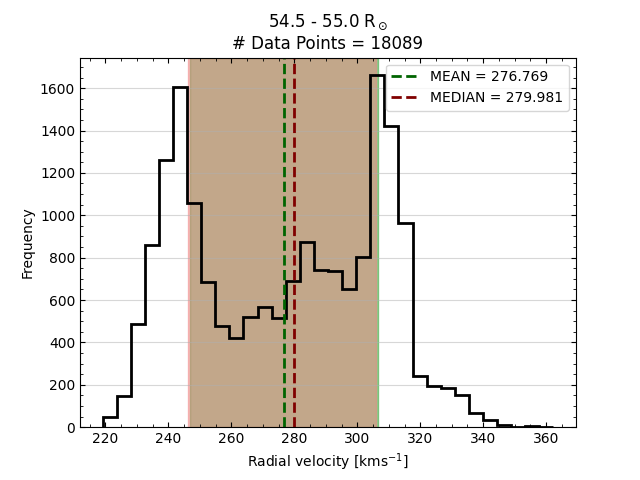 54.5 - 55.0 R⊙
# Data Points = 18089
MEAN = 276.769
MEDIAN = 279.981
Frequency
1600
1400
1200
1000
800
600
400
200
0
220 240 260 280 300 320 340 360
Radial velocity [kms⁻¹]